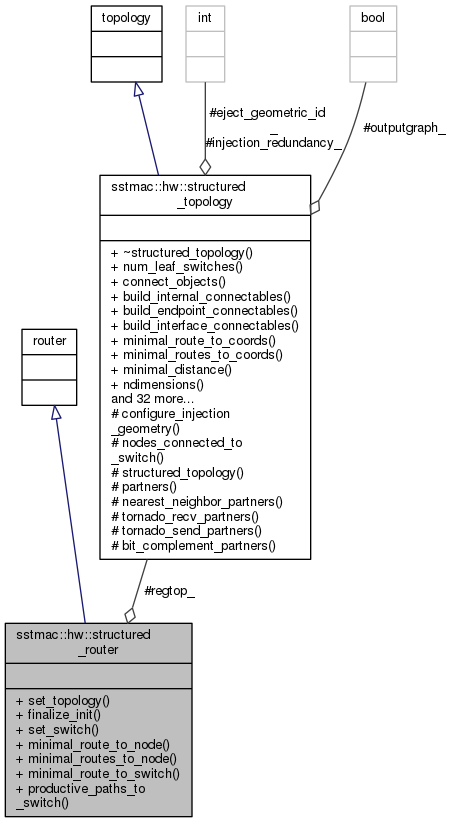 topology
int
bool
#eject_geometric_id
_
#injection_redundancy_
#outputgraph_
sstmac::hw::structured
_topology
+ ~structured_topology()
+ num_leaf_switches()
+ connect_objects()
+ build_internal_connectables()
+ build_endpoint_connectables()
+ build_interface_connectables()
+ minimal_route_to_coords()
+ minimal_routes_to_coords()
+ minimal_distance()
+ ndimensions()
and 32 more...
# configure_injection
_geometry()
# nodes_connected_to
_switch()
# structured_topology()
# partners()
# nearest_neighbor_partners()
# tornado_recv_partners()
# tornado_send_partners()
# bit_complement_partners()
router
#regtop_
sstmac::hw::structured
_router
+ set_topology()
+ finalize_init()
+ set_switch()
+ minimal_route_to_node()
+ minimal_routes_to_node()
+ minimal_route_to_switch()
+ productive_paths_to
_switch()